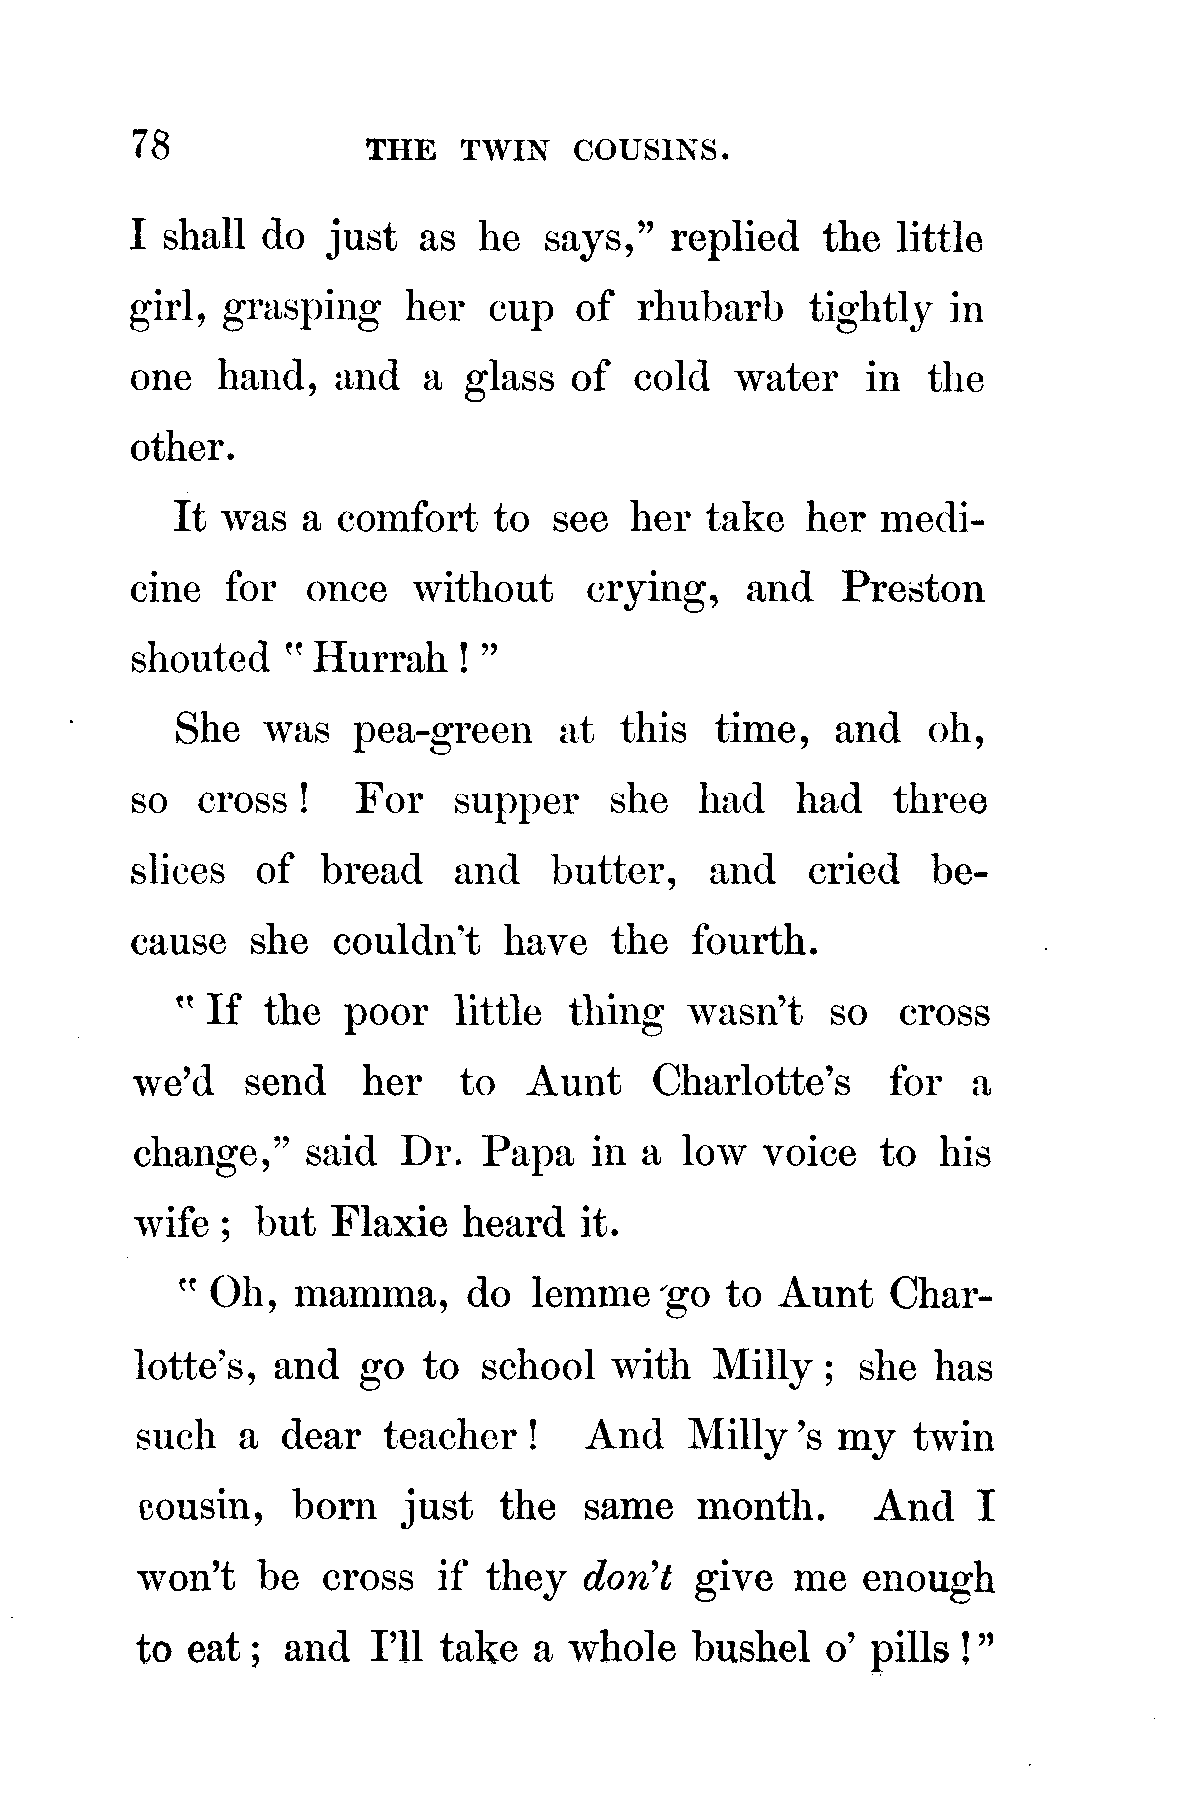 78 THE TWIN COUSINS.
I shall do just as he says,” replied the little
girl, grasping her cup of rhubarb tightly in
one hand, and a glass of cold water in the
other.
It was a comfort to see her take her medi-
cine for once without crying, and Preston
shouted “ Hurrah ! ”
She was pea-green at this time, and oh,
so cross ! For supper she had had three
slices of bread and butter, and cried be-
cause she couldn’t have the fourth.
“ If the poor little thing wasn’t so cross
we’d send her to Aunt Charlotte’s for a
change,” said Dr. Papa in a low voice to his
wife ; but Flaxie heard it.
“ Oh, mamma, do lemme go to Aunt Char-
lotte’s, and go to school with Milly ; she has
such a dear teacher ! And Milly ’s my twin
cousin, born just the same month. And I
won’t be cross if they don’t give me enough
to eat ; and I’ll take a whole bushel o’ pills ! ”